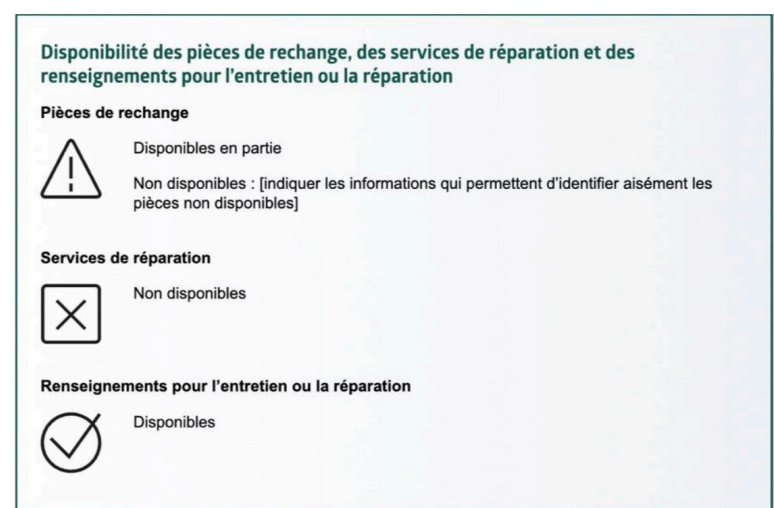 Disponibilité des pièces de rechange, des services de réparation et des
renseignements pour l'entretien ou la réparation
Pièces de rechange
Disponibles en partie
Non disponibles : [indiquer les informations qui permettent d'identifier aisément les
pièces non disponibles]
Services de réparation
Non disponibles
Renseignements pour l'entretien ou la réparation
Disponibles